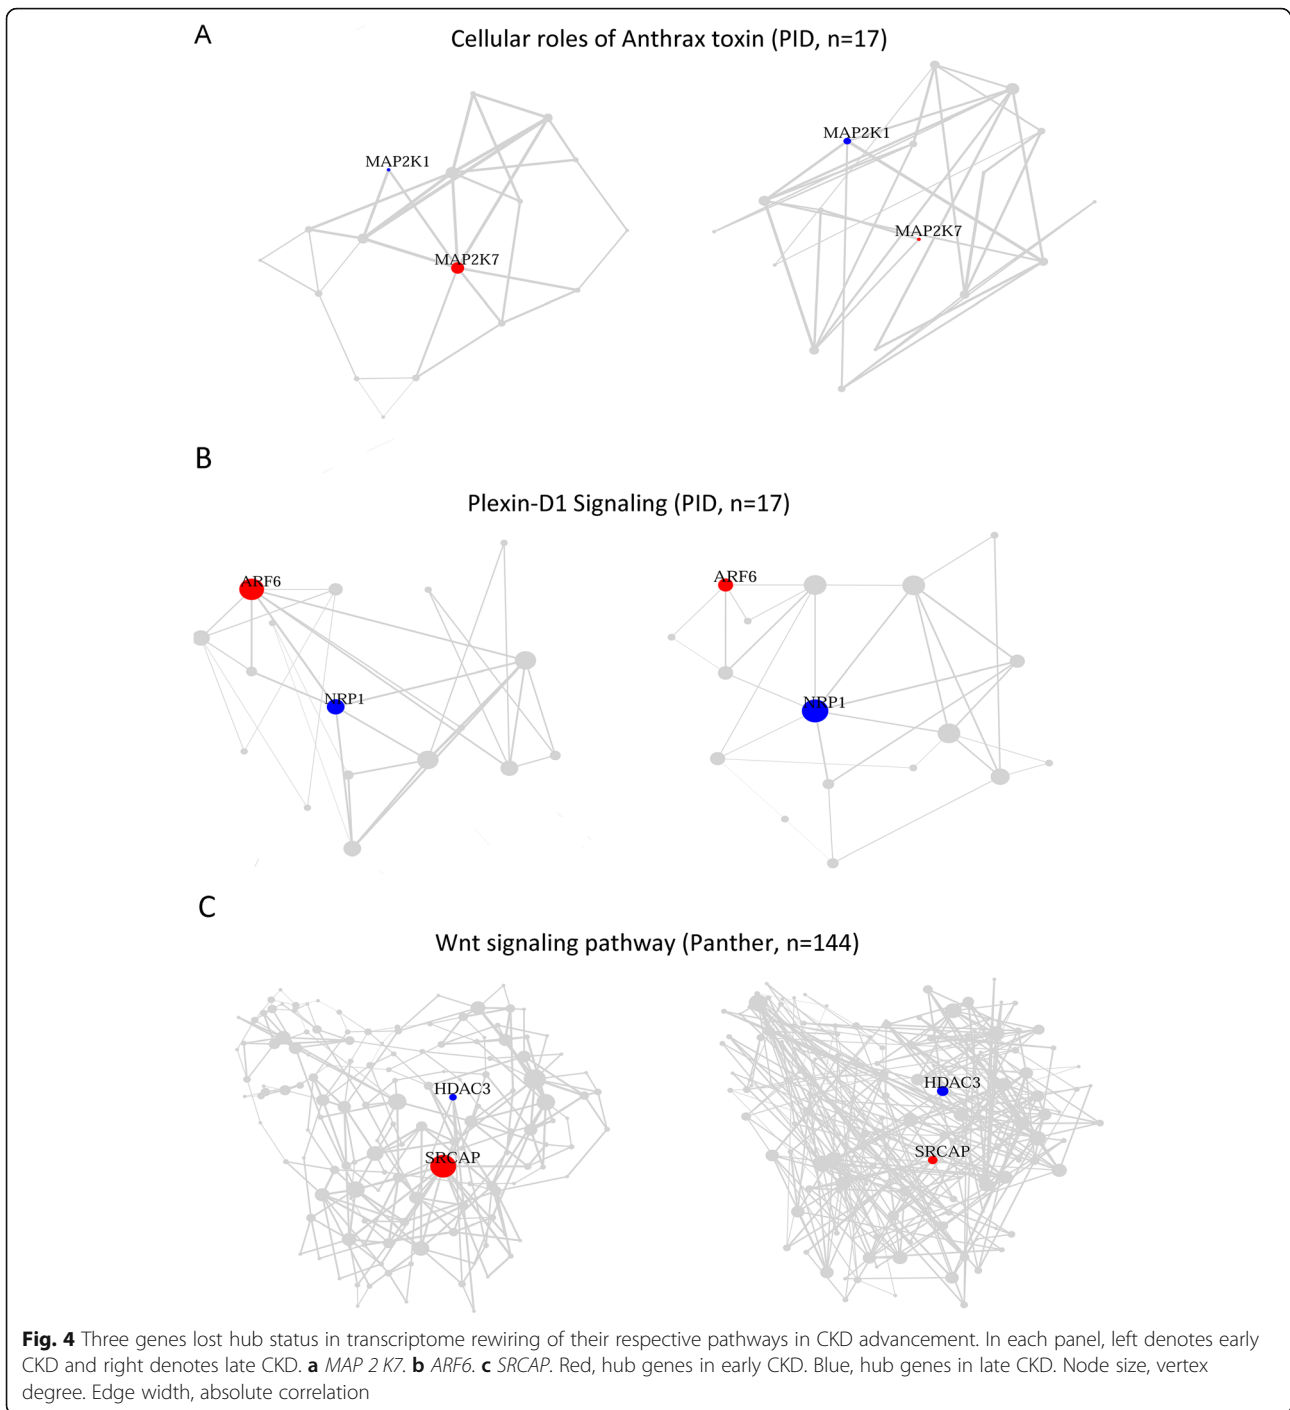 A
Cellular roles of Anthrax toxin (PID, n=17)
MAP2K1
MAP2K7
MAP2K1
MAP2K7
B
Plexin-D1 Signaling (PID, n=17)
ARF6
NRP1
ARF6
NRP1
C
Wnt signaling pathway (Panther, n=144)
HDAC3
SRCAP
HDAC3
SRCAP
Fig. 4 Three genes lost hub status in transcriptome rewiring of their respective pathways in CKD advancement. In each panel, left denotes early
CKD and right denotes late CKD. a MAP 2 K7. b ARF6. c SRCAP. Red, hub genes in early CKD. Blue, hub genes in late CKD. Node size, vertex
degree. Edge width, absolute correlation